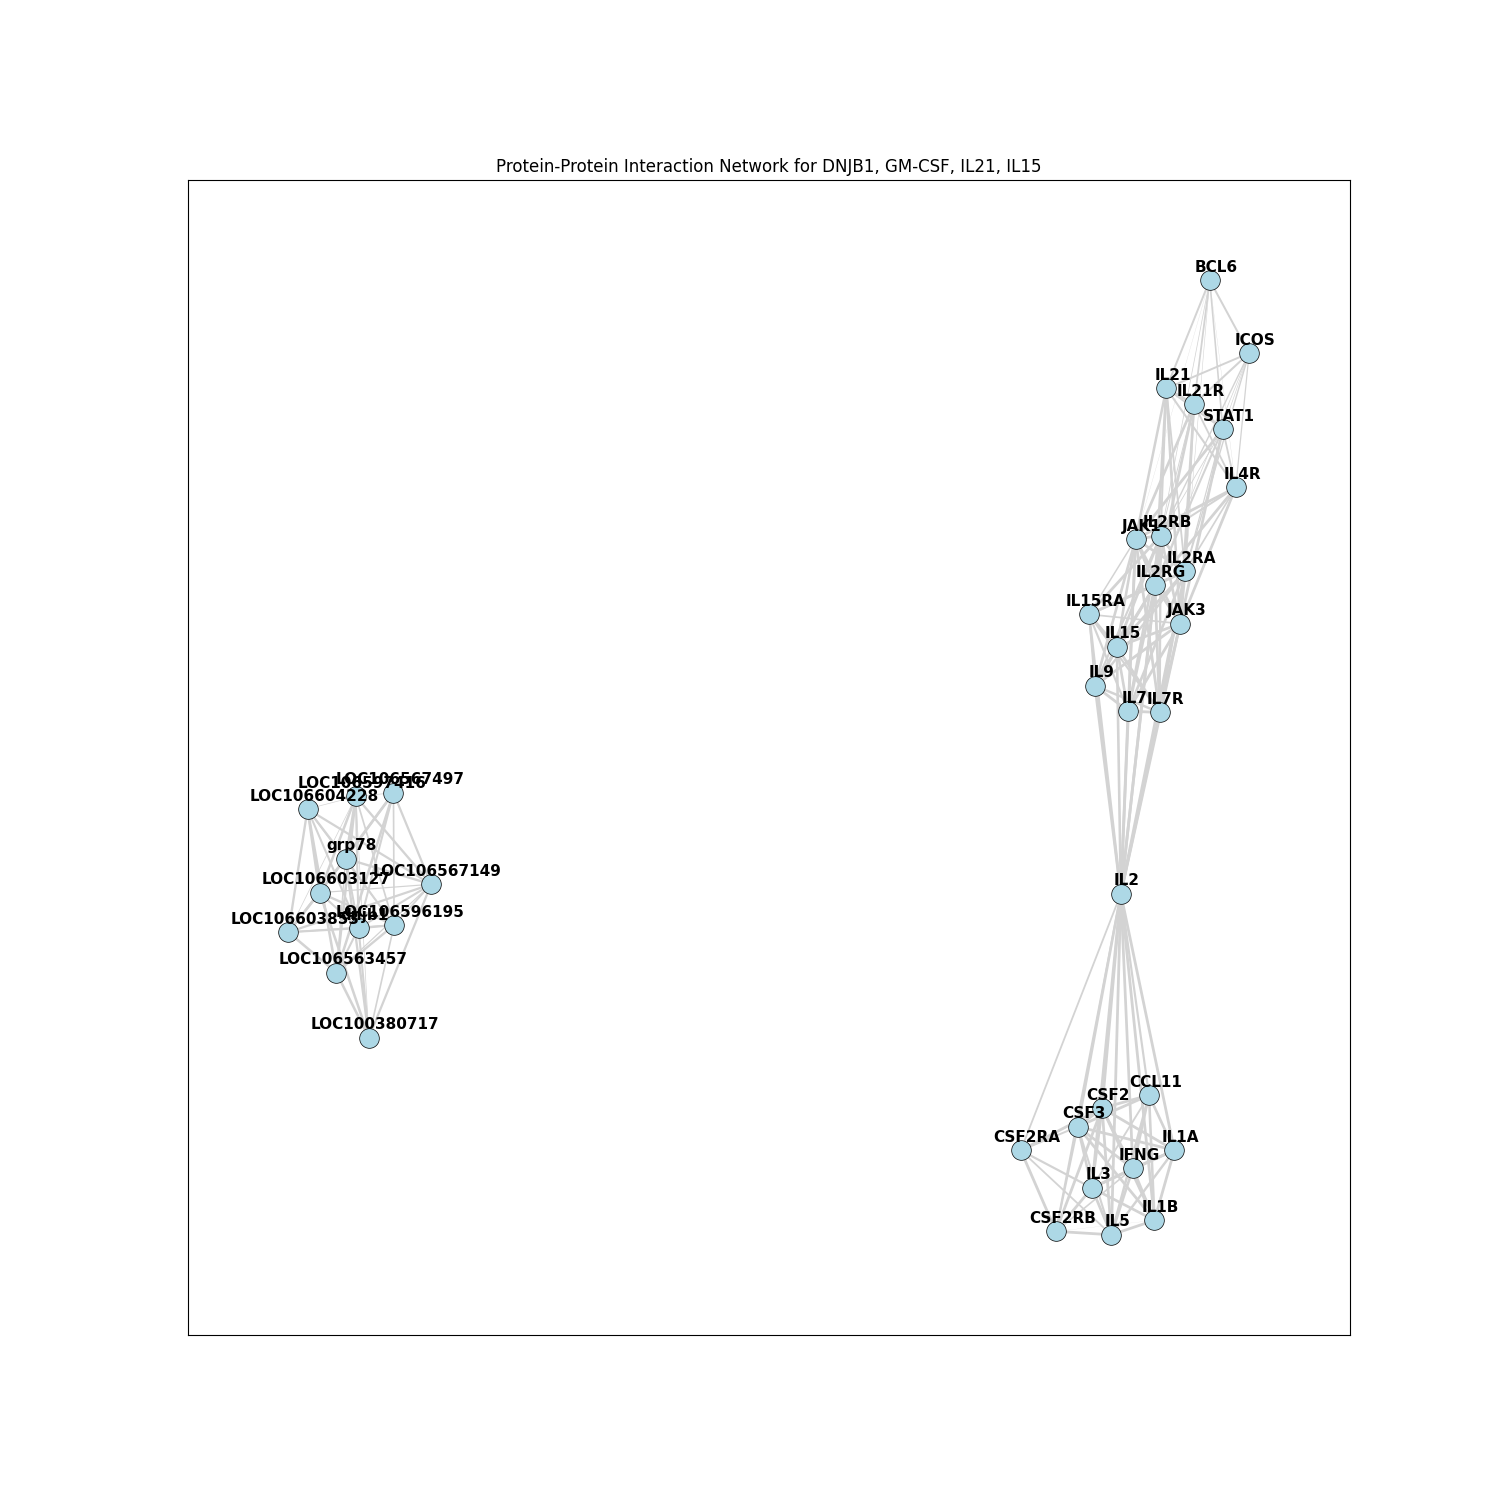 Protein-Protein Interaction Network for DNJB1, GM-CSF, IL21, IL15
BCL6
ICOS
IL21
IL21R
STAT1
IL4R
JAK1
IL2RB
IL2RA
IL2RG
IL15RA
JAK3
IL15
IL9
IL7
IL7R
LOC106567497
LOC106597416
LOC106604228
grp78
LOC106567149
LOC106603127
IL2
LOC106596195
dnjb1
LOC106563457
LOC100380717
CCL11
CSF2
CSF3
CSF2RA
IL1A
IFNG
IL3
IL1B
CSF2RB
IL5